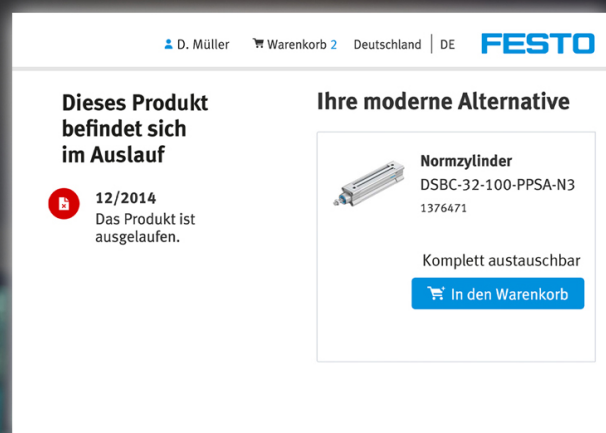 D. Müller
Warenkorb 2
Deutschland
DE
FESTO
Dieses Produkt
befindet sich
im Auslauf
12/2014
Das Produkt ist
ausgelaufen.
Ihre moderne Alternative
Normzylinder
DSBC-32-100-PPSA-N3
1376471
Komplett austauschbar
In den Warenkorb